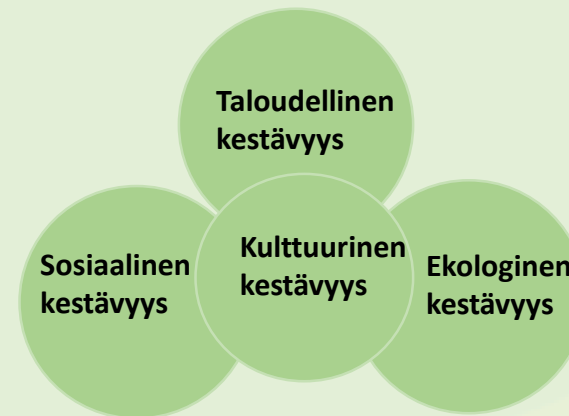 Taloudellinen
kestävyys
Sosiaalinen
kestävyys
Kulttuurinen
kestävyys
Ekologinen
kestävyys